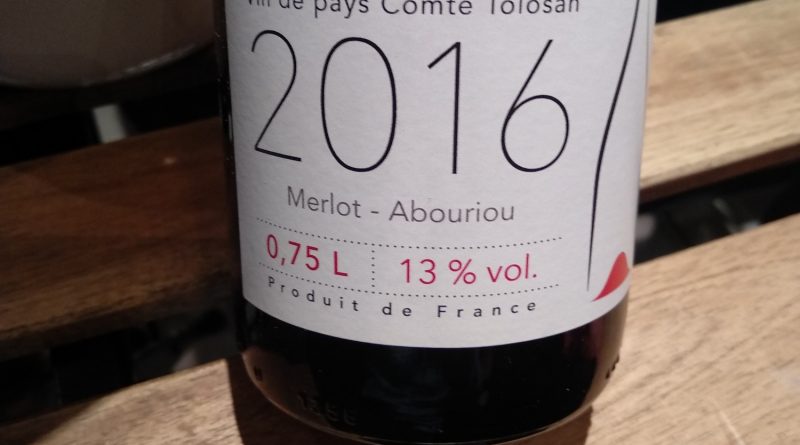 Vin de pays Comté Tolosan
2016
Merlot - Abouriou
0,75 L 13 % vol.
Produit de France